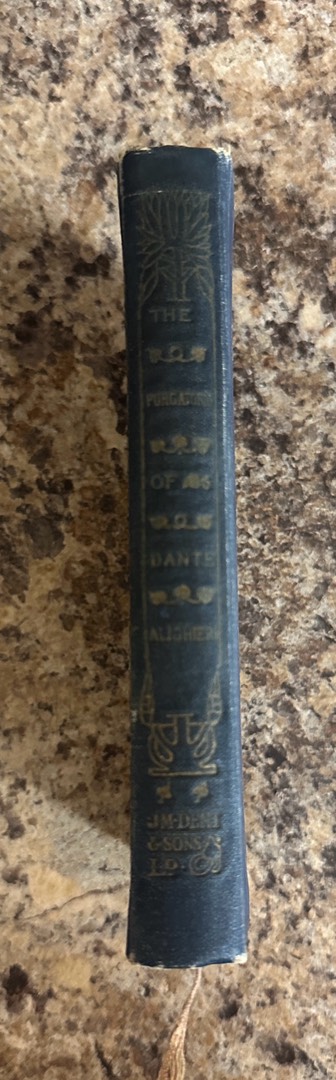 THE
PURGATORIO
OF
DANTE
ALIGHIERI
J·M·DENT
& SONS
LD·